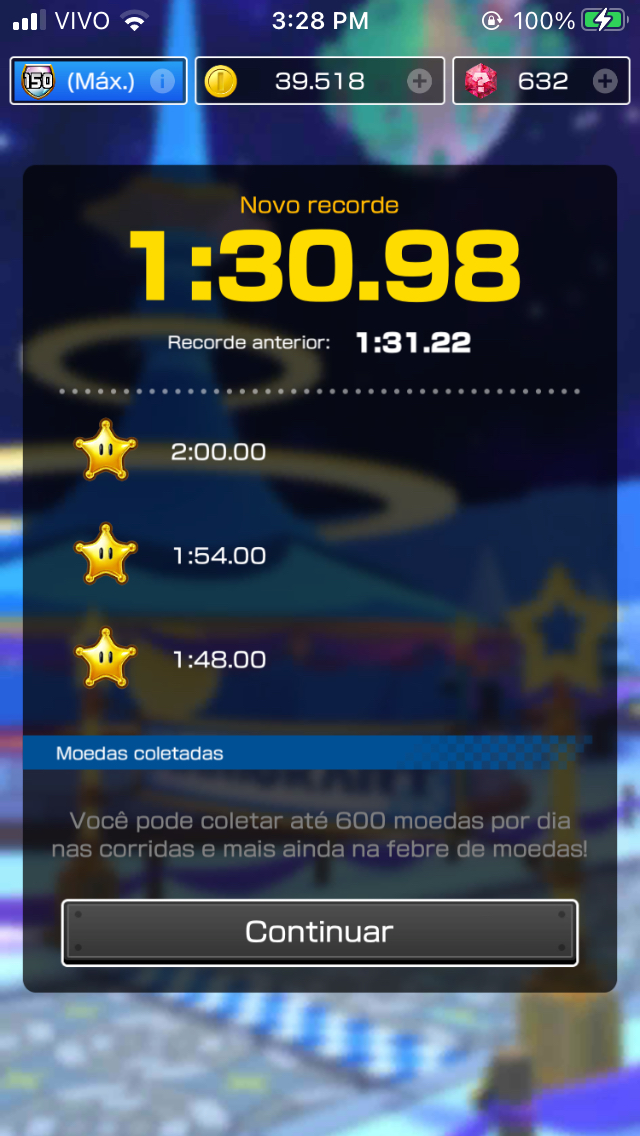 VIVO 3:28 PM 100%
150 (Máx.) i 39.518 + ? 632 +
Novo recorde
1:30.98
Recorde anterior: 1:31.22
2:00.00
1:54.00
1:48.00
Moedas coletadas
Você pode coletar até 600 moedas por dia
nas corridas e mais ainda na febre de moedas!
Continuar